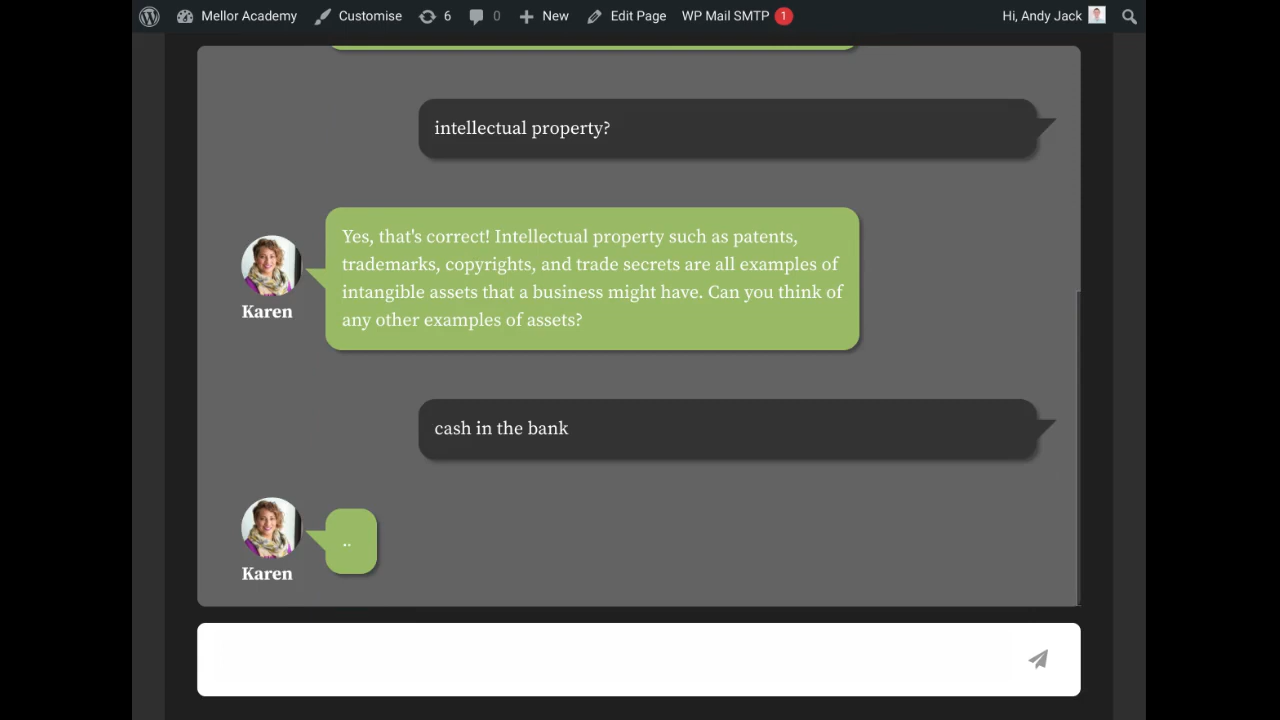 Mellor Academy Customise 6 0 New Edit Page WP Mail SMTP 1 Hi, Andy Jack
intellectual property?
Yes, that's correct! Intellectual property such as patents,
trademarks, copyrights, and trade secrets are all examples of
intangible assets that a business might have. Can you think of
any other examples of assets?
Karen
cash in the bank
..
Karen